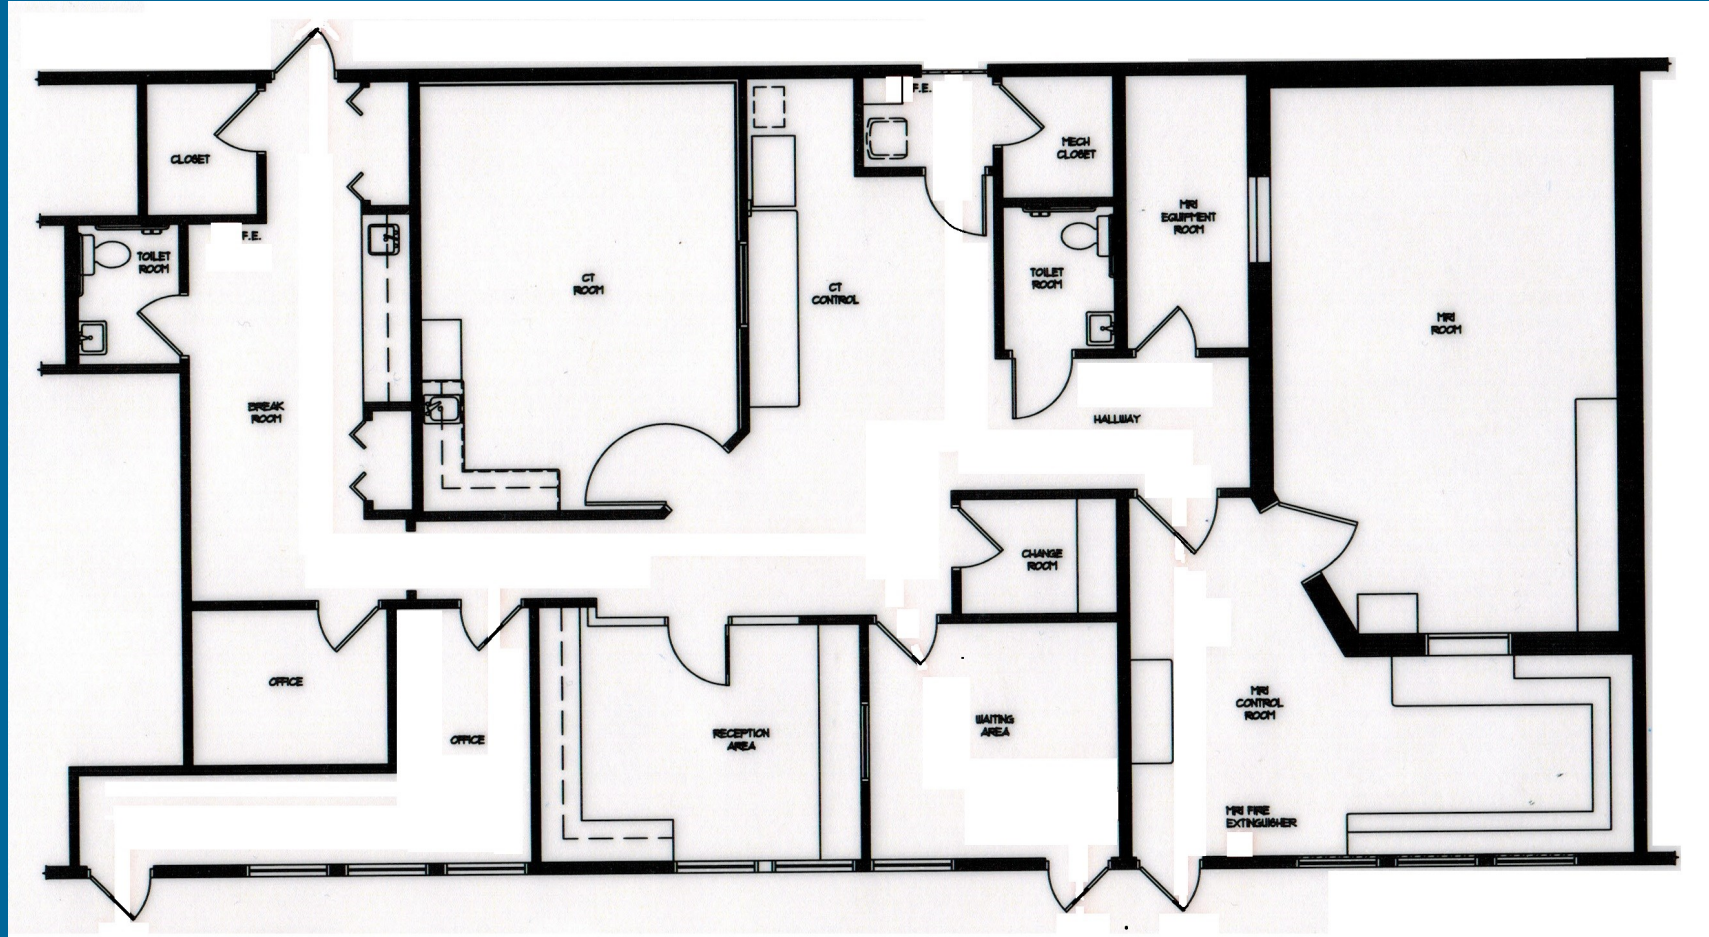 F.E.
CLOSET
MECH
CLOSET
MRI
EQUIPMENT
ROOM
F.E.
TOILET
ROOM
TOILET
ROOM
CT
ROOM
CT
CONTROL
MRI
ROOM
BREAK
ROOM
HALLWAY
CHANGE
ROOM
OFFICE
MRI
CONTROL
ROOM
WAITING
AREA
RECEPTION
AREA
OFFICE
MRI FIRE
EXTINGUISHER